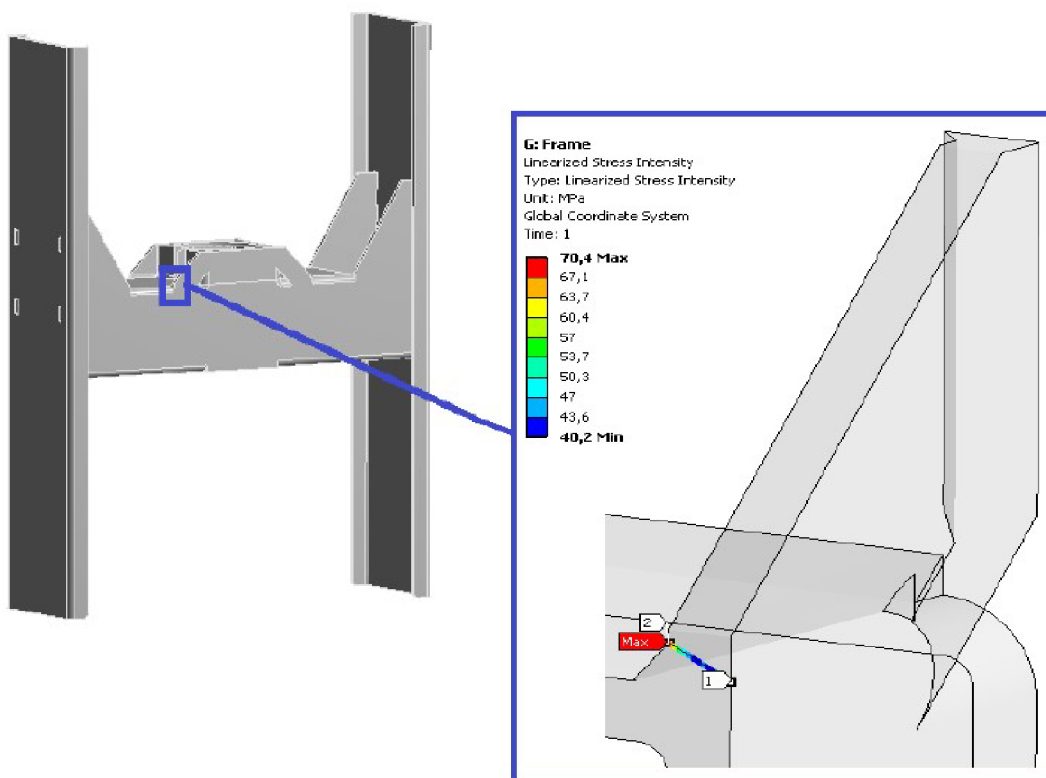 G: Frame
Linearized Stress Intensity
Type: Linearized Stress Intensity
Unit: MPa
Global Coordinate System
Time: 1
70,4 Max
67,1
63,7
60,4
57
53,7
50,3
47
43,6
40,2 Min
2
Max
1